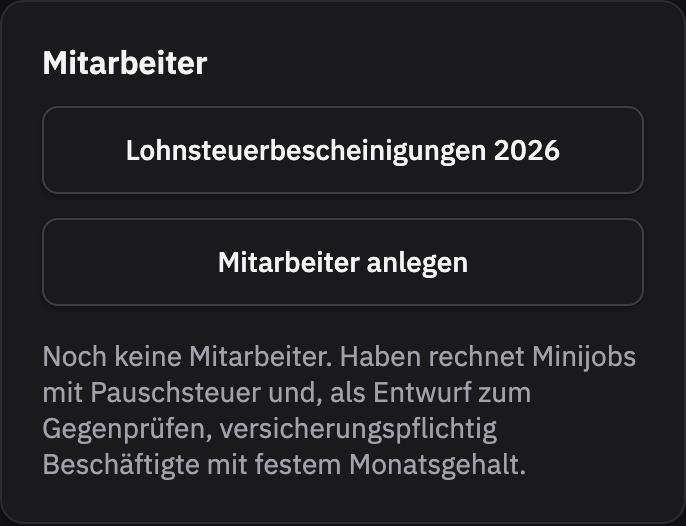 Mitarbeiter
Lohnsteuerbescheinigungen 2026
Mitarbeiter anlegen
Noch keine Mitarbeiter. Haben rechnet Minijobs
mit Pauschsteuer und, als Entwurf zum
Gegenprüfen, versicherungspflichtig
Beschäftigte mit festem Monatsgehalt.